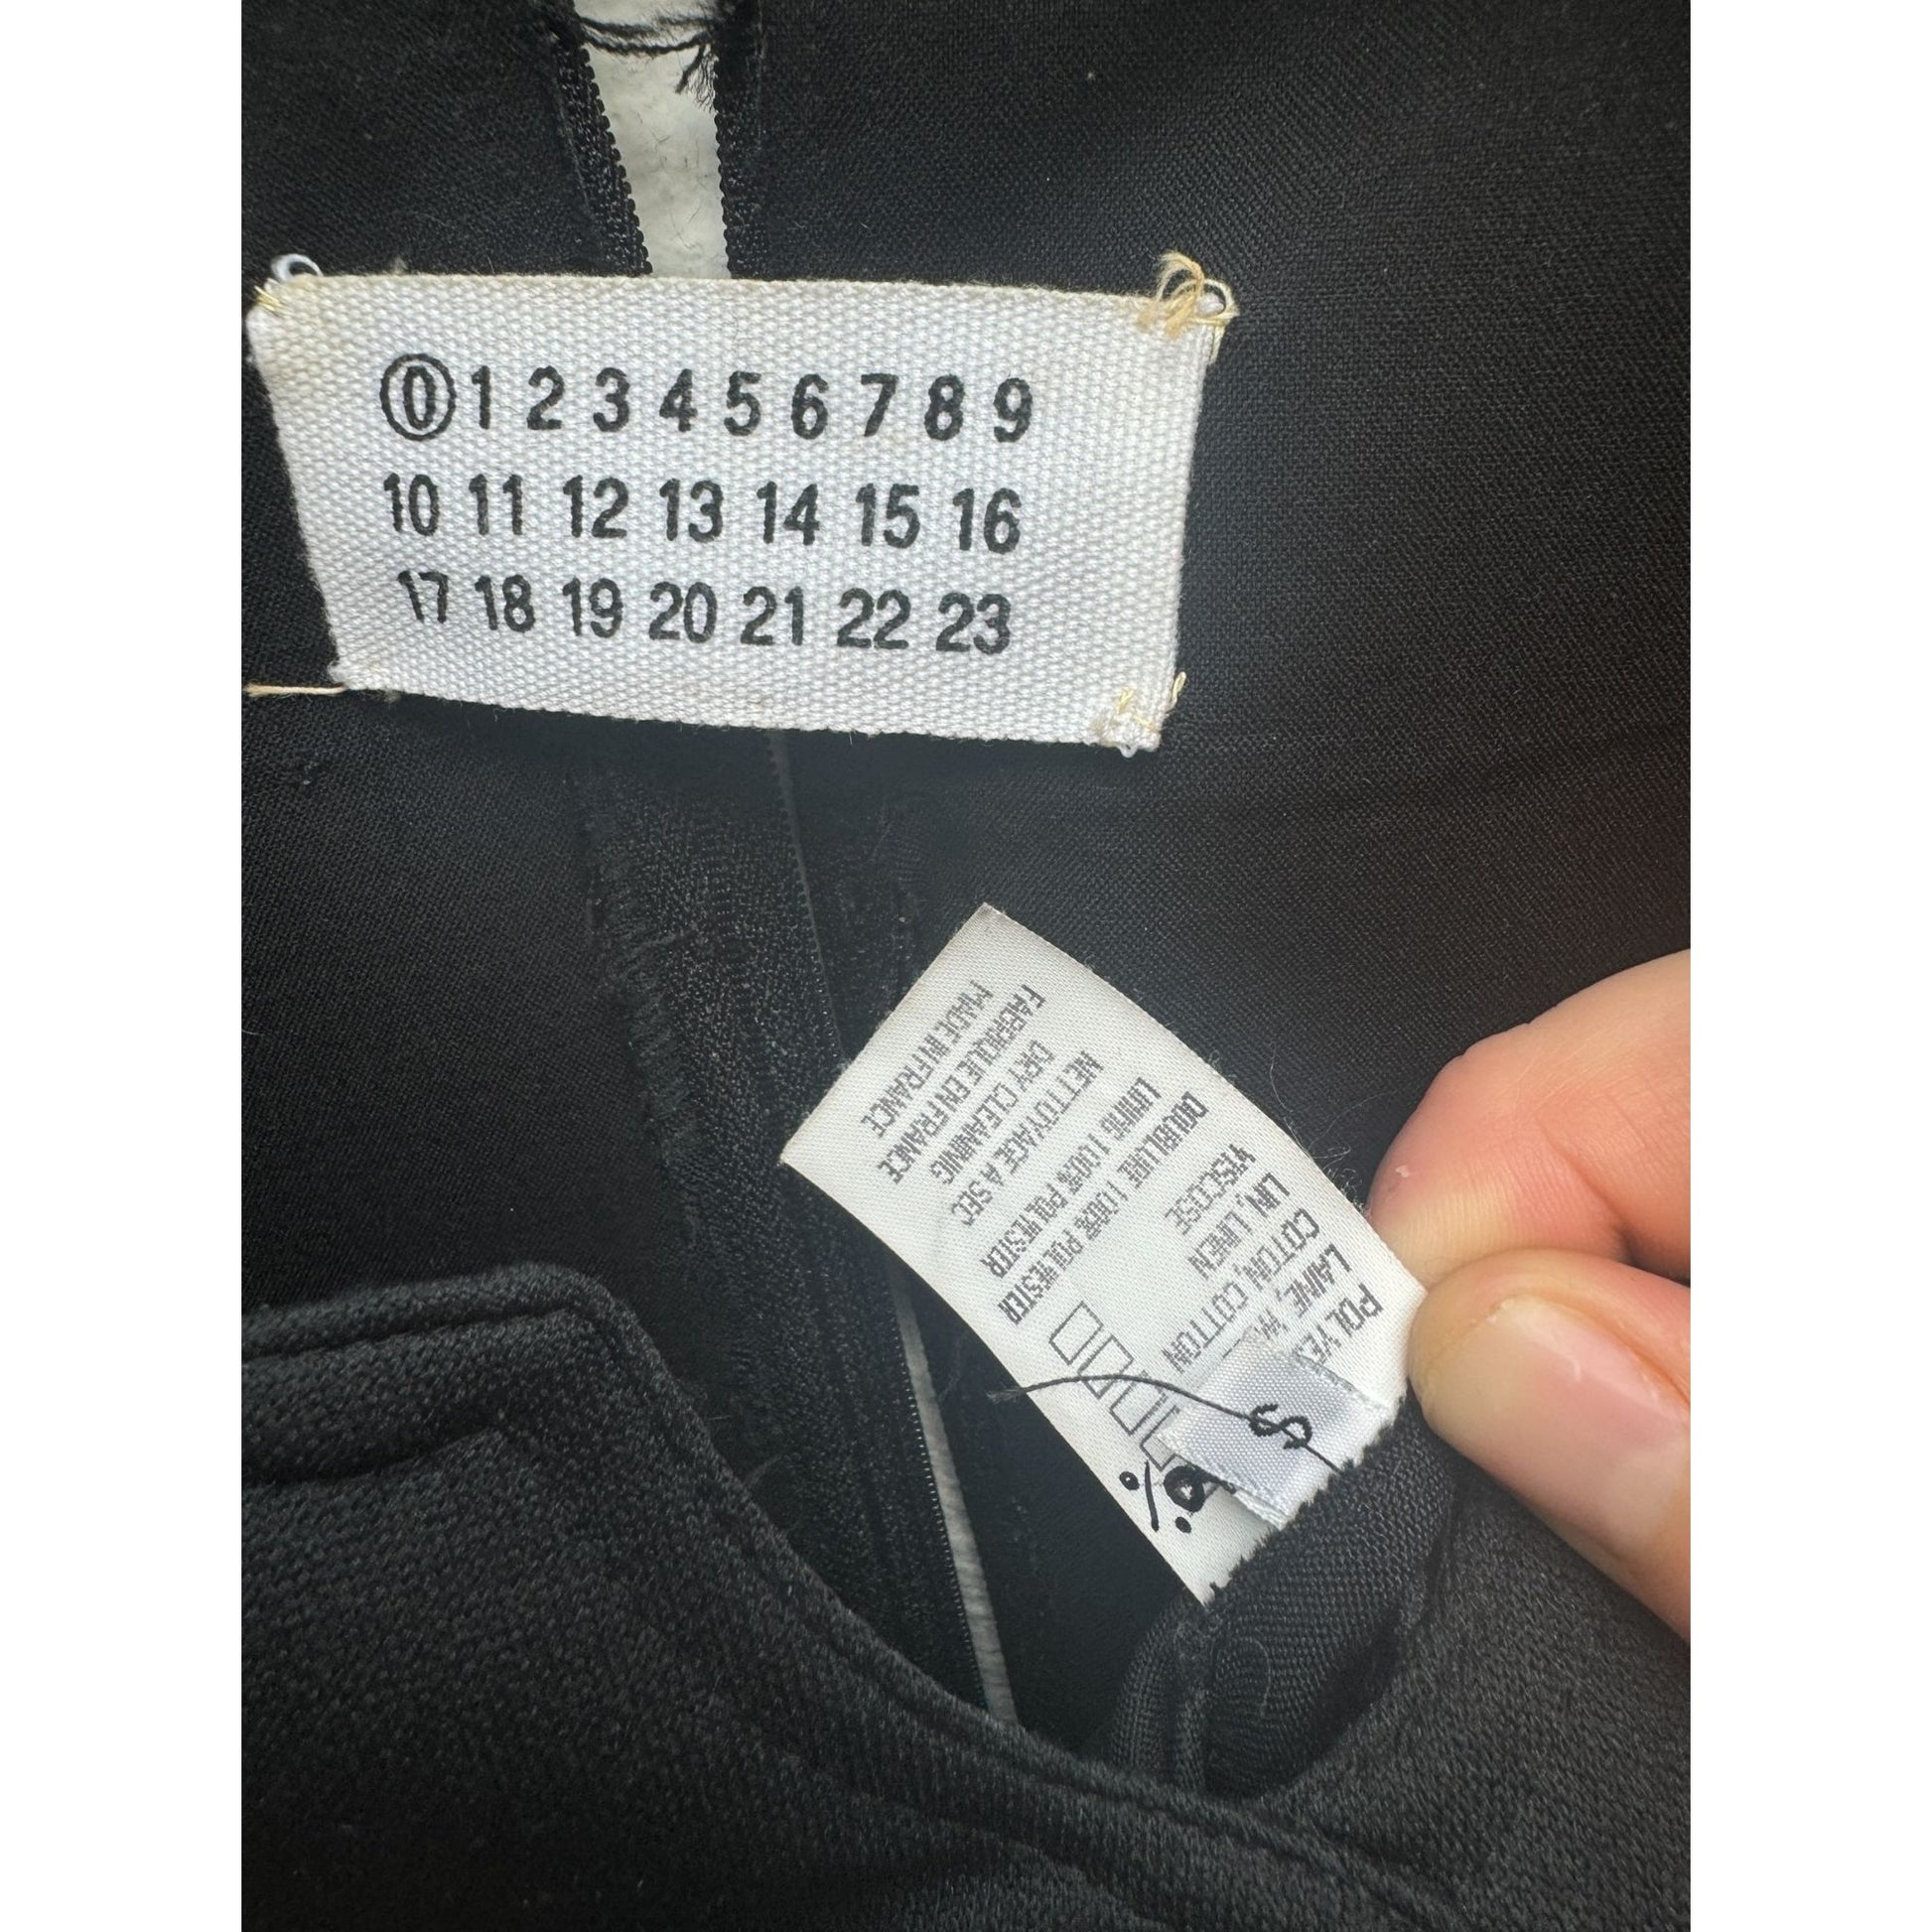 0 1 2 3 4 5 6 7 8 9
10 11 12 13 14 15 16
17 18 19 20 21 22 23
S
LAINE,
COTON, COTTON
LIN, LINEN
VISCOSE
%
DOUBLURE 100% POLYESTER
LINING 100% POLYESTER
NETTOYAGE A SEC
DRY CLEANING
FABRIQUE EN FRANCE
MADE IN FRANCE